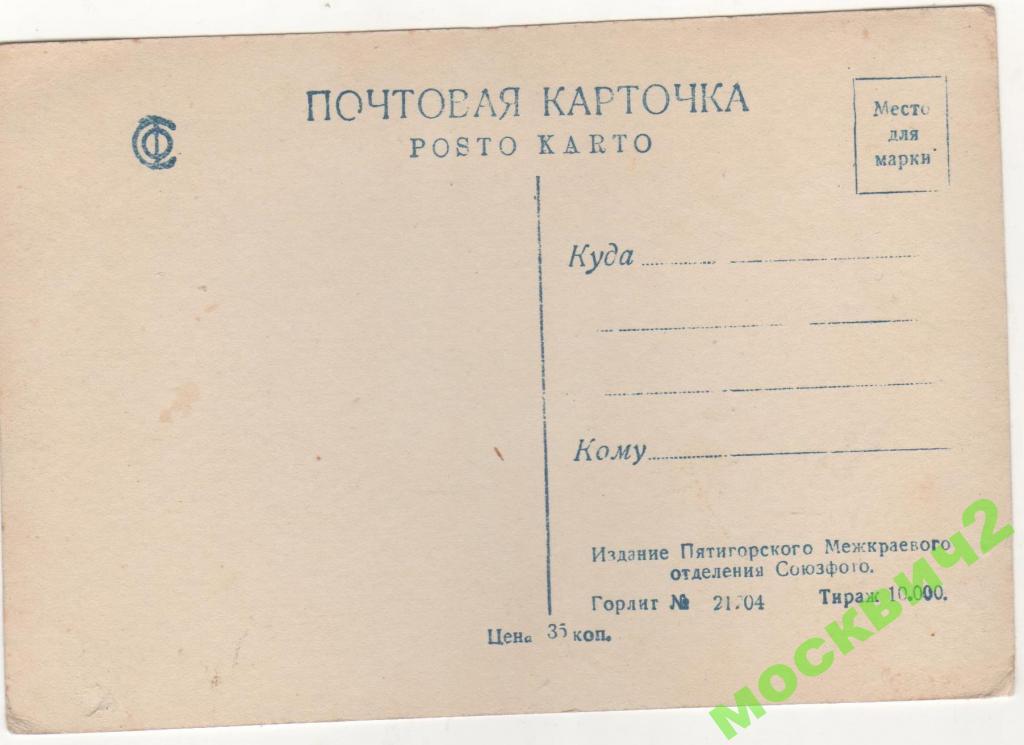 ПОЧТОВАЯ КАРТОЧКА
POSTO KARTO
Место
для
марки
Куда
Кому
Издание Пятигорского Межкраевого
отделения Союзфото.
Горлит № Тираж 10.000.
Цена 35 коп.
москвич2